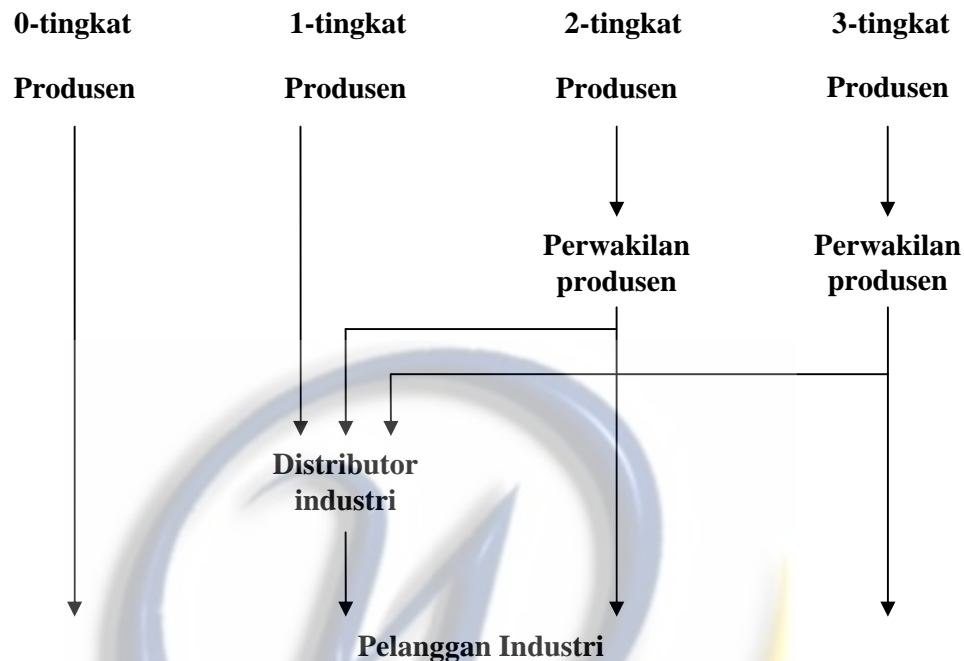 0-tingkat 1-tingkat 2-tingkat 3-tingkat
Produsen Produsen Produsen Produsen
Perwakilan Perwakilan
produsen produsen
Distributor
industri
Pelanggan Industri